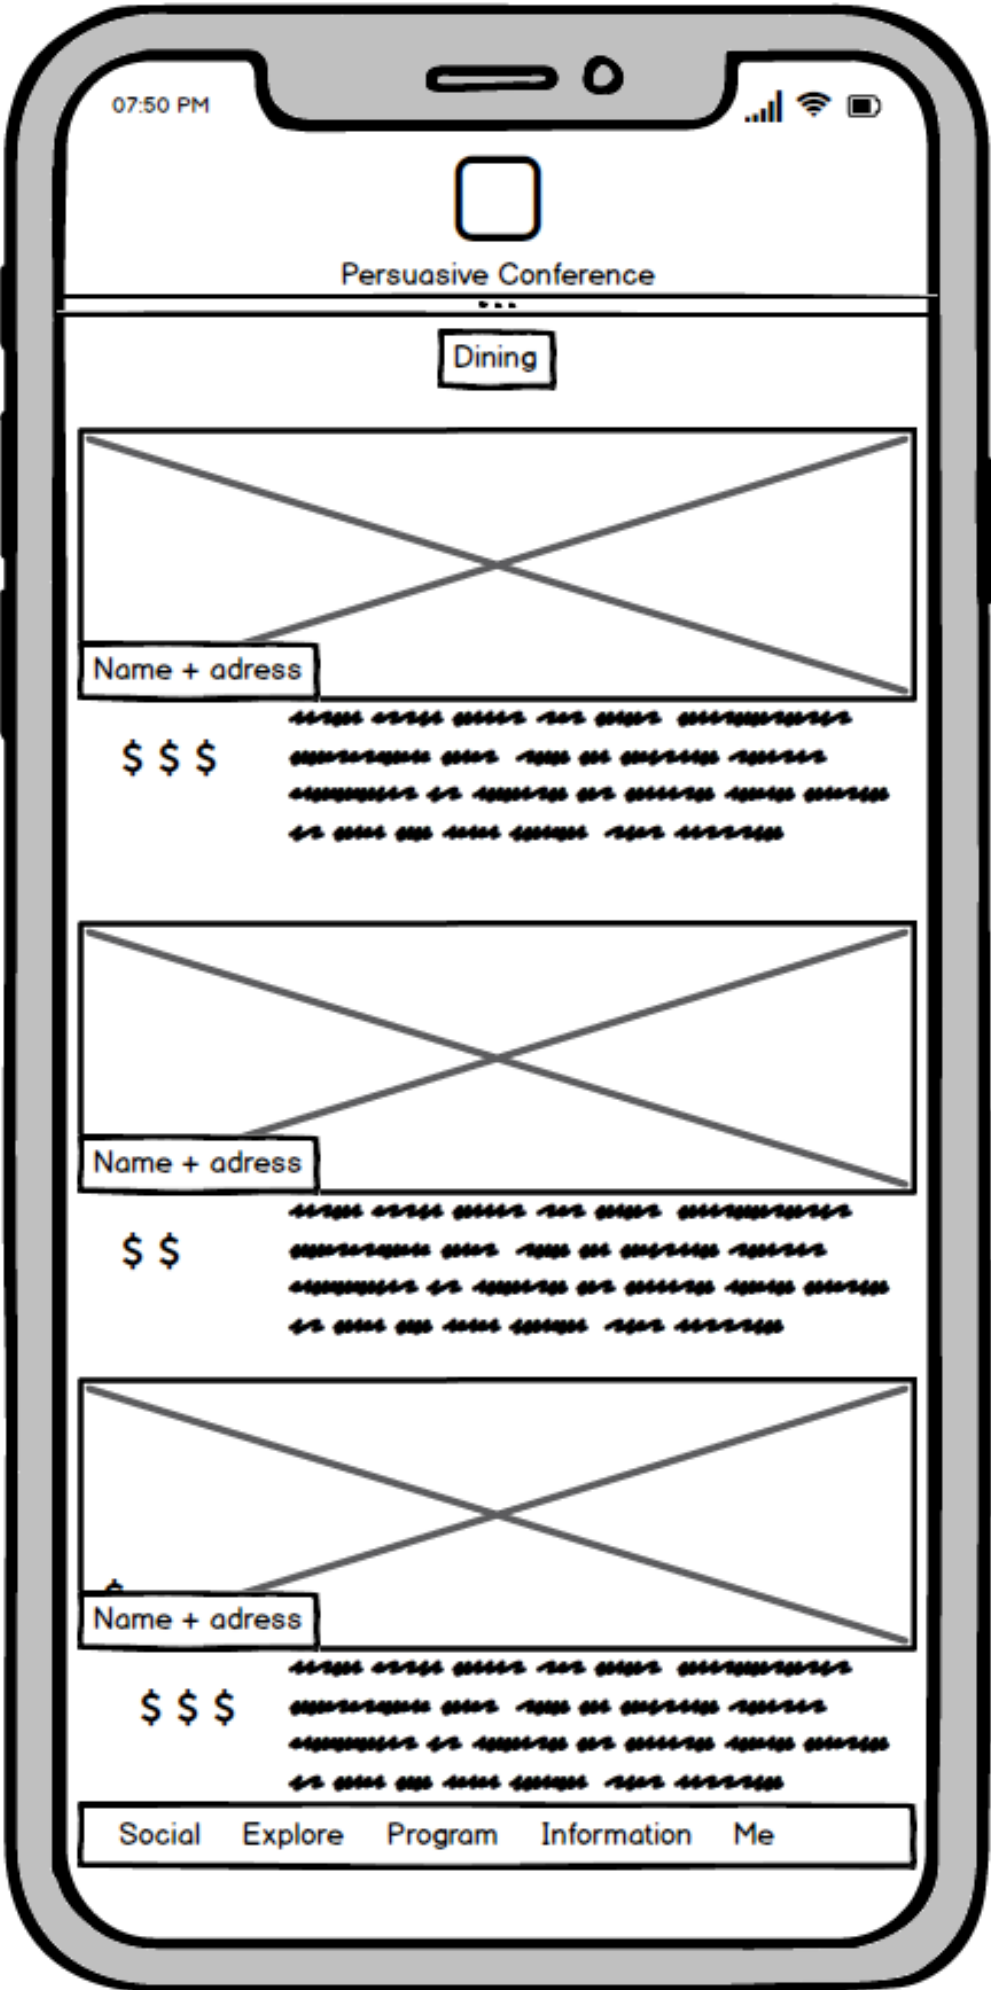 07:50 PM
Persuasive Conference
...
Dining
Name + adress
$ $ $
Name + adress
$ $
$
Name + adress
$ $ $
Social Explore Program Information Me